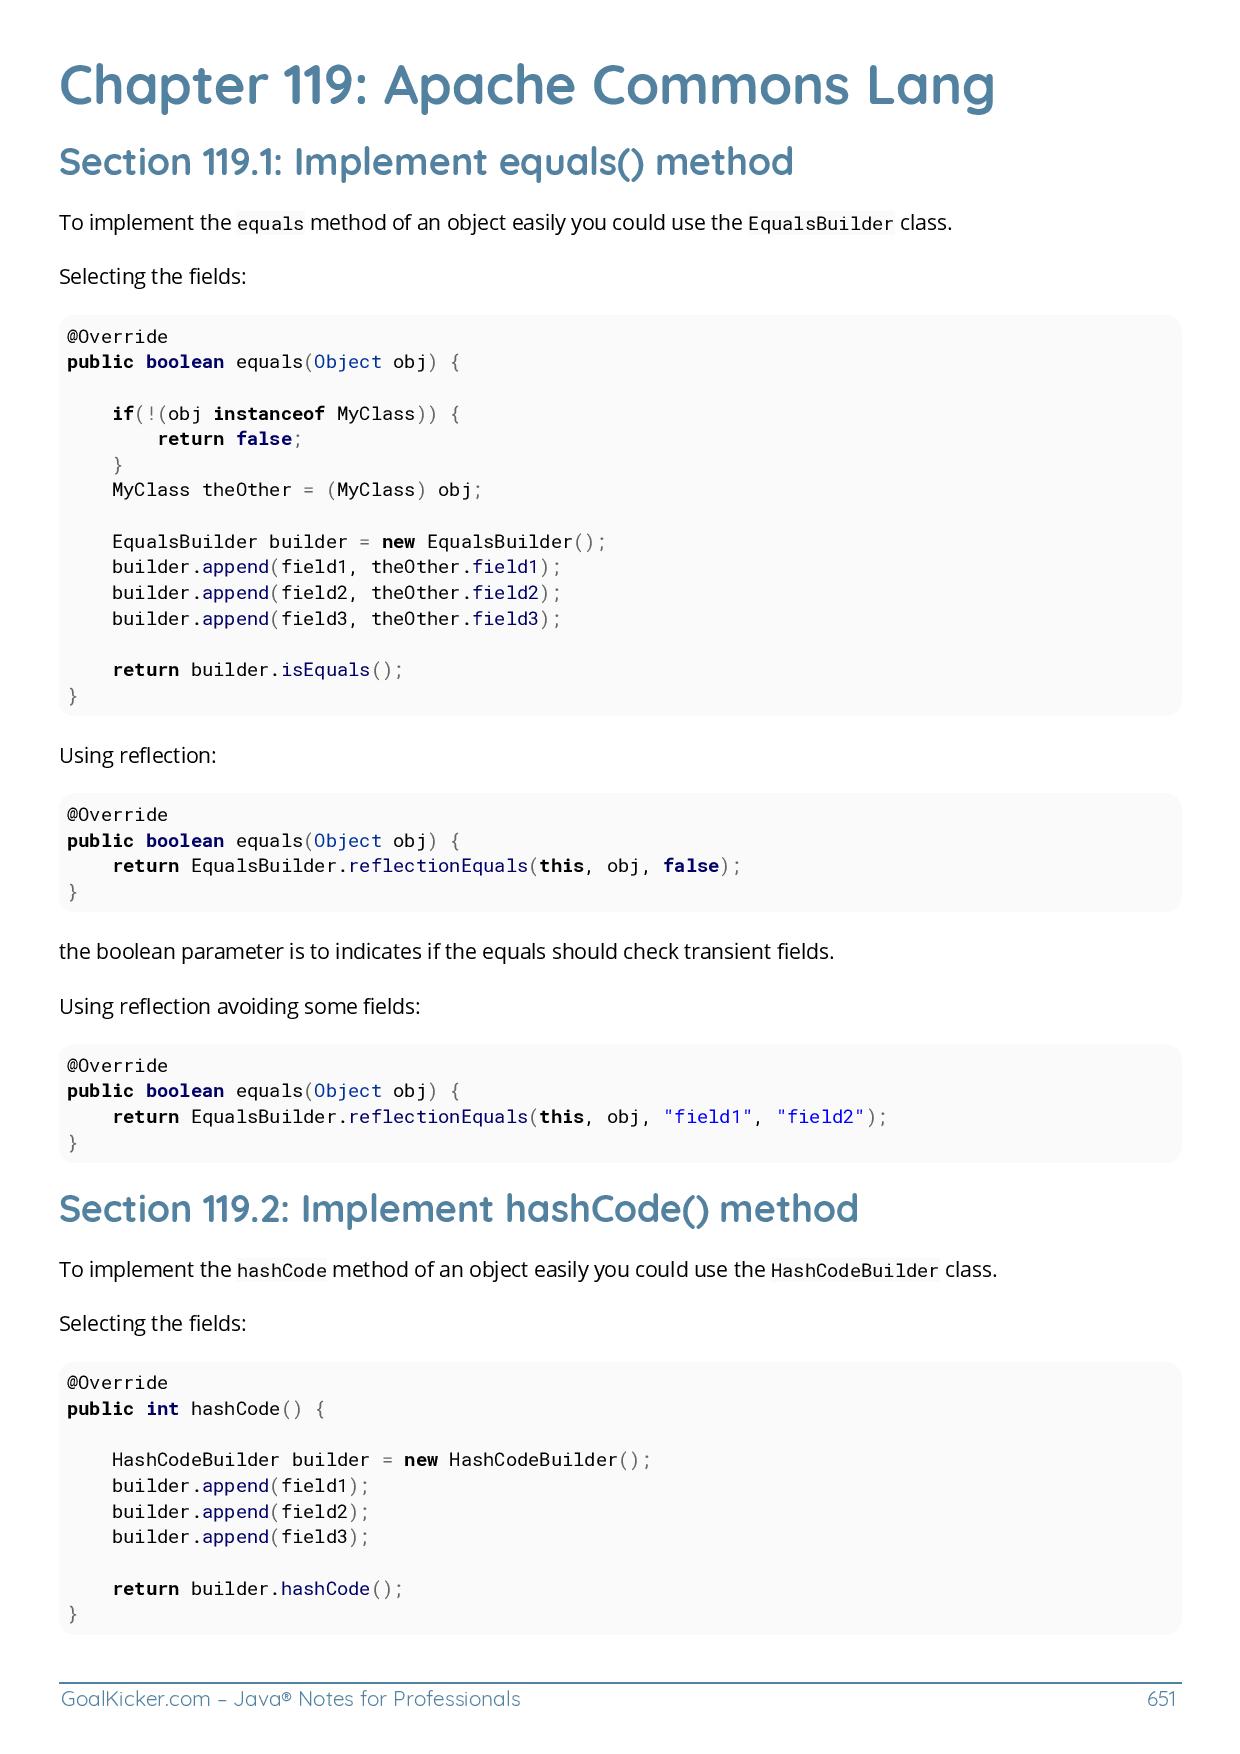 Chapter 119: Apache Commons Lang
Section 119.1: Implement equals() method
To implement the equals method of an object easily you could use the EqualsBuilder class.
Selecting the fields:
@Override
public boolean equals(Object obj) {
    if(!(obj instanceof MyClass)) {
        return false;
    }
    MyClass theOther = (MyClass) obj;
    EqualsBuilder builder = new EqualsBuilder();
    builder.append(field1, theOther.field1);
    builder.append(field2, theOther.field2);
    builder.append(field3, theOther.field3);
    return builder.isEquals();
}
Using reflection:
@Override
public boolean equals(Object obj) {
    return EqualsBuilder.reflectionEquals(this, obj, false);
}
the boolean parameter is to indicates if the equals should check transient fields.
Using reflection avoiding some fields:
@Override
public boolean equals(Object obj) {
    return EqualsBuilder.reflectionEquals(this, obj, "field1", "field2");
}
Section 119.2: Implement hashCode() method
To implement the hashCode method of an object easily you could use the HashCodeBuilder class.
Selecting the fields:
@Override
public int hashCode() {
    HashCodeBuilder builder = new HashCodeBuilder();
    builder.append(field1);
    builder.append(field2);
    builder.append(field3);
    return builder.hashCode();
}
GoalKicker.com – Java® Notes for Professionals 651